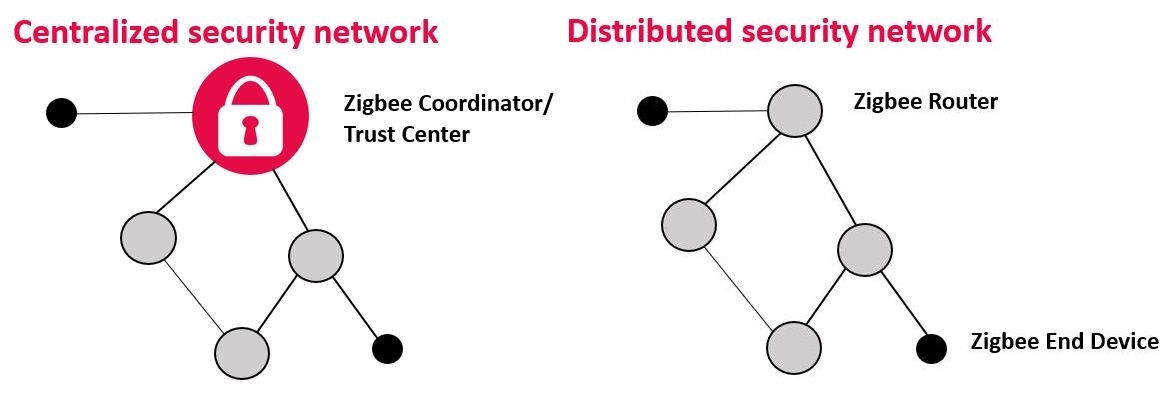 Centralized security network
Distributed security network
Zigbee Coordinator/
Trust Center
Zigbee Router
Zigbee End Device